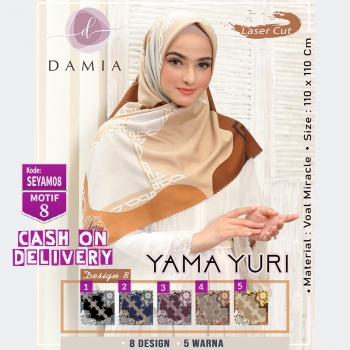 d
DAMIA
Laser Cut
Kode:
SEYAM08
MOTIF
8
CASH ON
DELIVERY
• Material : Voal Miracle • Size : 110 x 110 Cm
YAMA YURI
Design 8
1 2 3 4 5
• 8 DESIGN • 5 WARNA